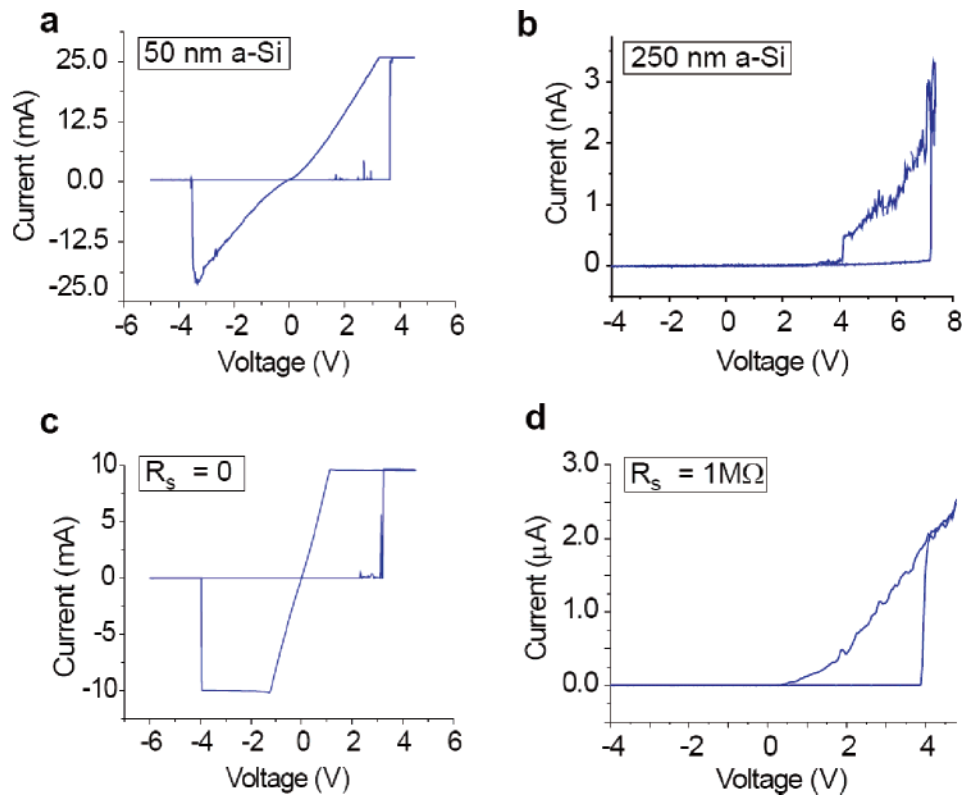 a
50 nm a-Si
25.0
12.5
0.0
-12.5
-25.0
Current (mA)
-6 -4 -2 0 2 4 6
Voltage (V)
b
250 nm a-Si
3
2
1
0
Current (nA)
-4 -2 0 2 4 6 8
Voltage (V)
c
Rₛ = 0
10
5
0
-5
-10
Current (mA)
-6 -4 -2 0 2 4 6
Voltage (V)
d
Rₛ = 1MΩ
3.0
2.0
1.0
0.0
Current (μA)
-4 -2 0 2 4
Voltage (V)